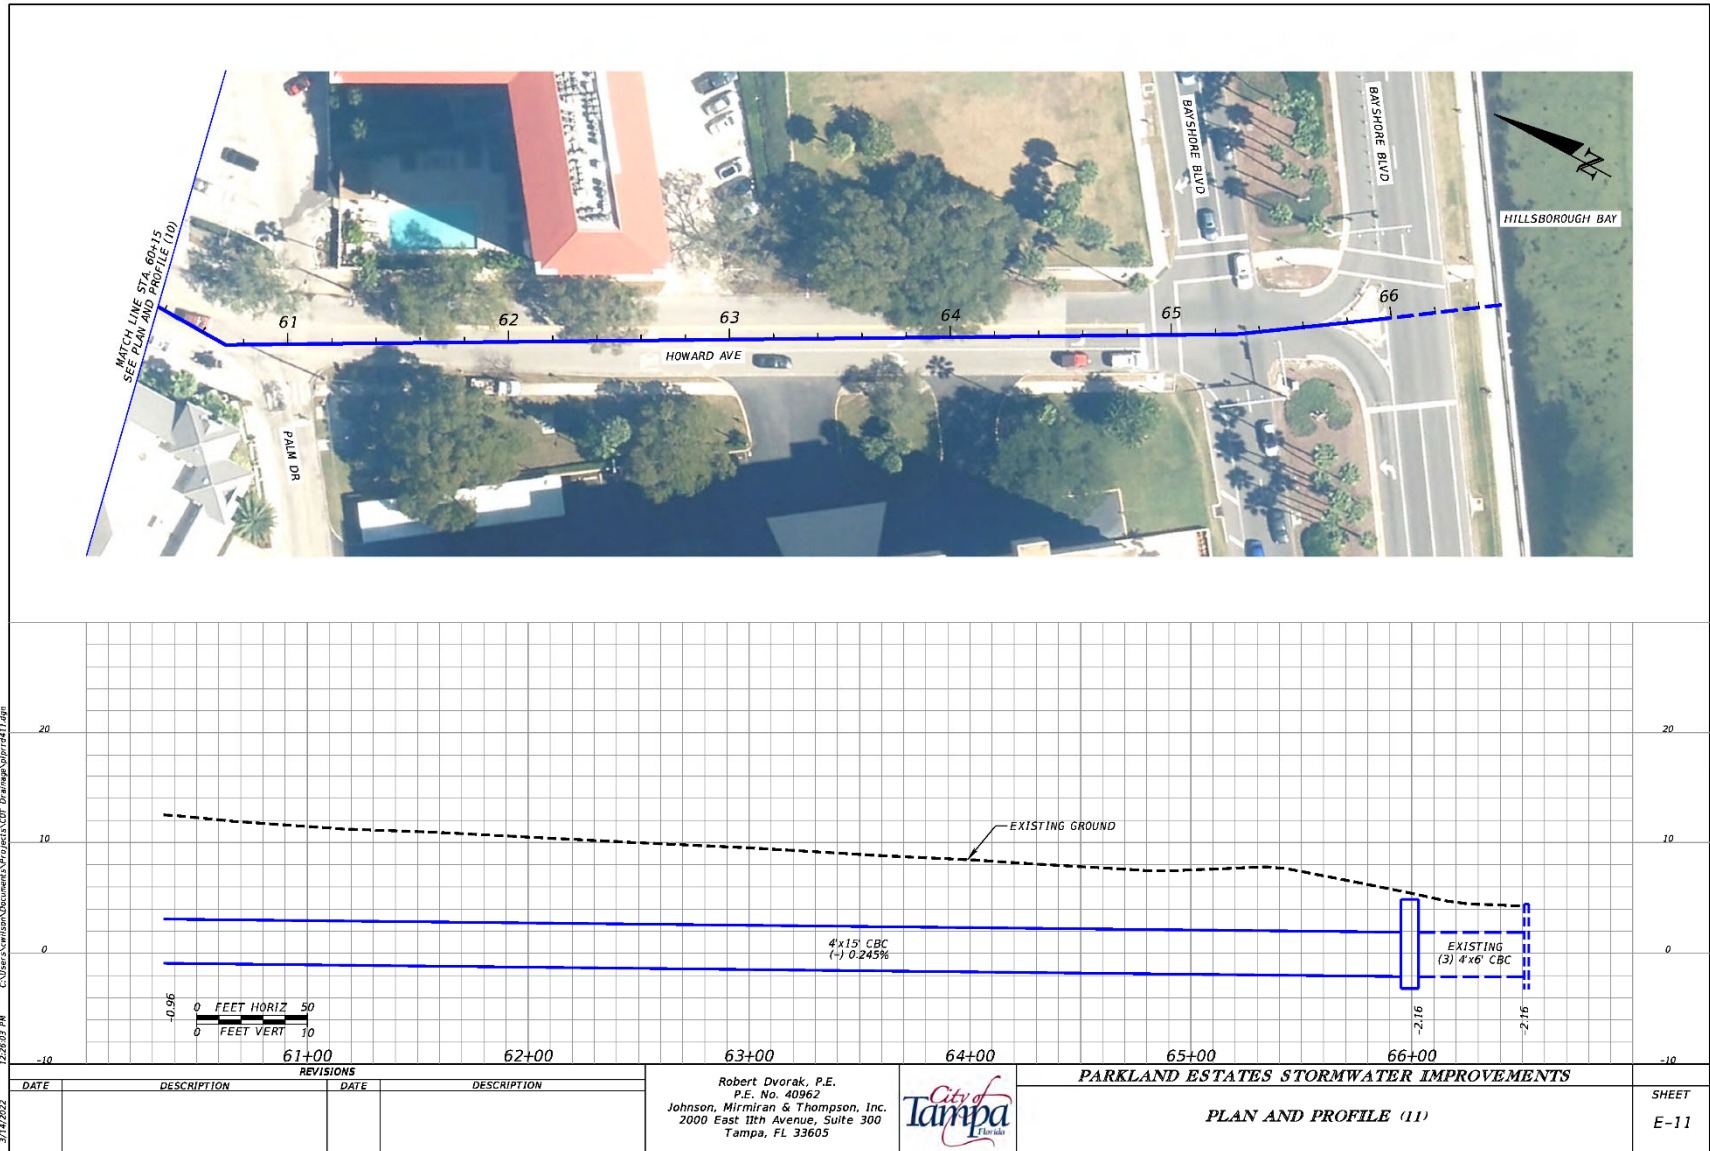 MATCH LINE STA. 60+15
SEE PLAN AND PROFILE (10)
BAYSHORE BLVD
BAYSHORE BLVD
N
HILLSBOROUGH BAY
61
62
63
64
65
66
HOWARD AVE
PALM DR
20
20
10
10
0
0
-10
-10
EXISTING GROUND
4'x15' CBC
(-) 0.245%
EXISTING
(3) 4'x6' CBC
-0.96
-2.16
-2.16
0 FEET HORIZ 50
0 FEET VERT 10
61+00
62+00
63+00
64+00
65+00
66+00
3/14/2022
12:26:03 PM
REVISIONS
DATE
DESCRIPTION
DATE
DESCRIPTION
Robert Dvorak, P.E.
P.E. No. 40962
Johnson, Mirmiran & Thompson, Inc.
2000 East 11th Avenue, Suite 300
Tampa, FL 33605
City of
Tampa
Florida
PARKLAND ESTATES STORMWATER IMPROVEMENTS
PLAN AND PROFILE (11)
SHEET
E-11